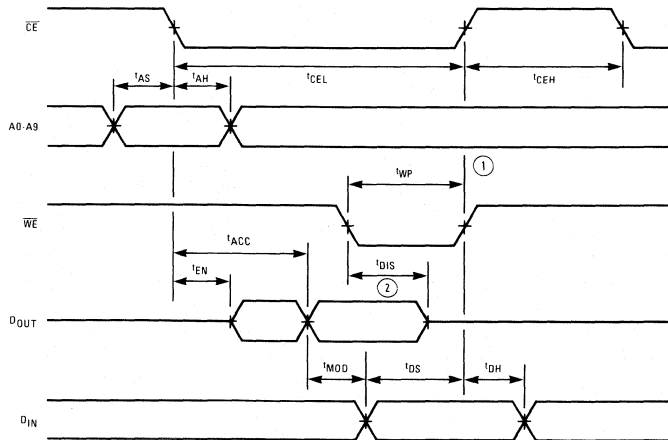 CE
tAS
tAH
tCEL
tCEH
A0-A9
tWP
1
WE
tACC
tEN
tDIS
2
DOUT
tMOD
tDS
tDH
DIN